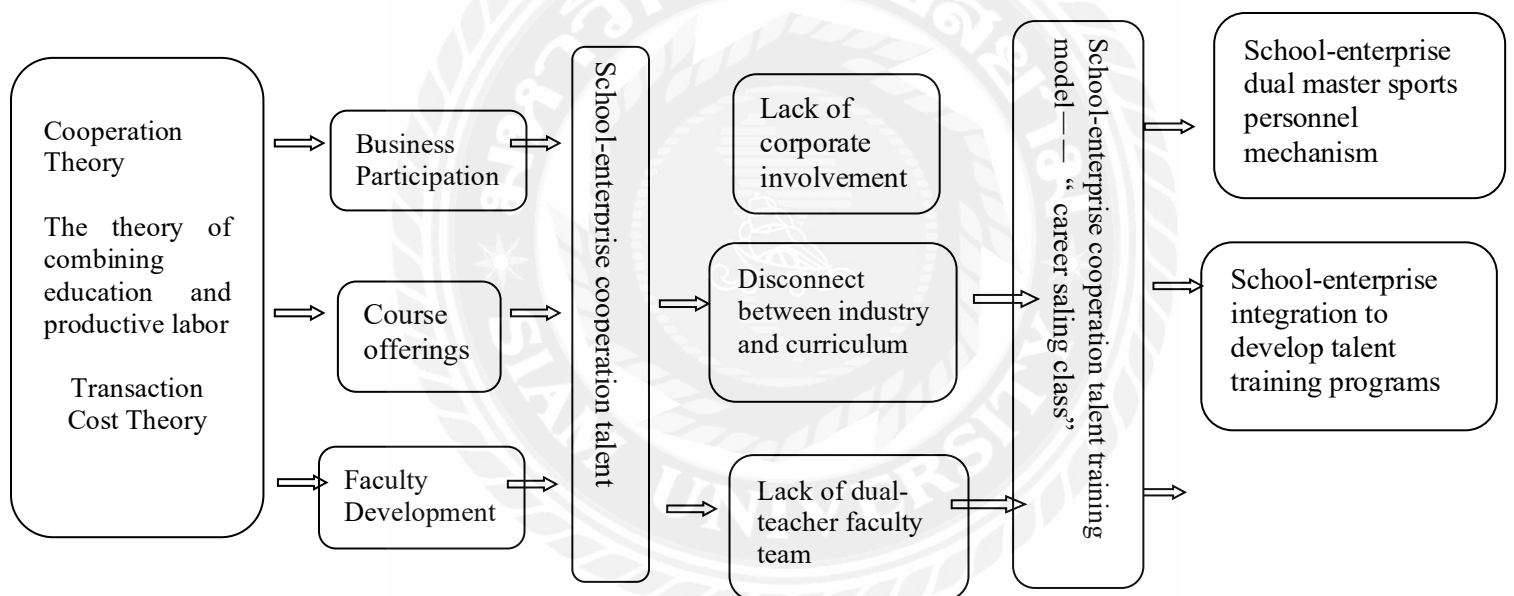 Cooperation
Theory
The theory of
combining
education and
productive labor
Transaction
Cost Theory
Business
Participation
Course
offerings
Faculty
Development
School-enterprise cooperation talent
Lack of
corporate
involvement
Disconnect
between industry
and curriculum
Lack of dual-
teacher faculty
team
School-enterprise cooperation talent training
model—— “ career saling class”
School-enterprise
dual master sports
personnel
mechanism
School-enterprise
integration to
develop talent
training programs
SIAM UNIVERSITY